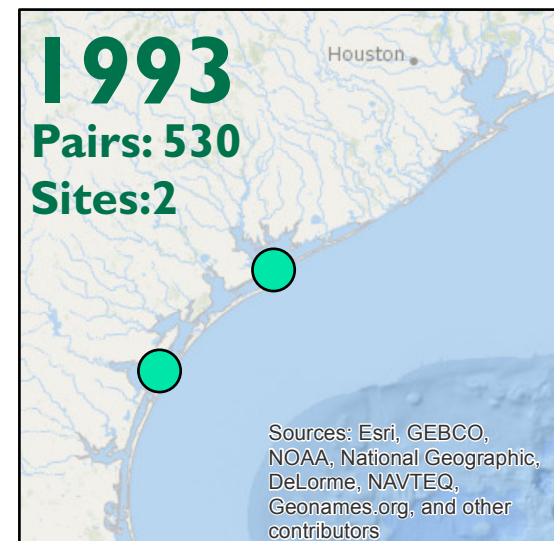 1993
Houston
Pairs: 530
Sites:2
Sources: Esri, GEBCO,
NOAA, National Geographic,
DeLorme, NAVTEQ,
Geonames.org, and other
contributors